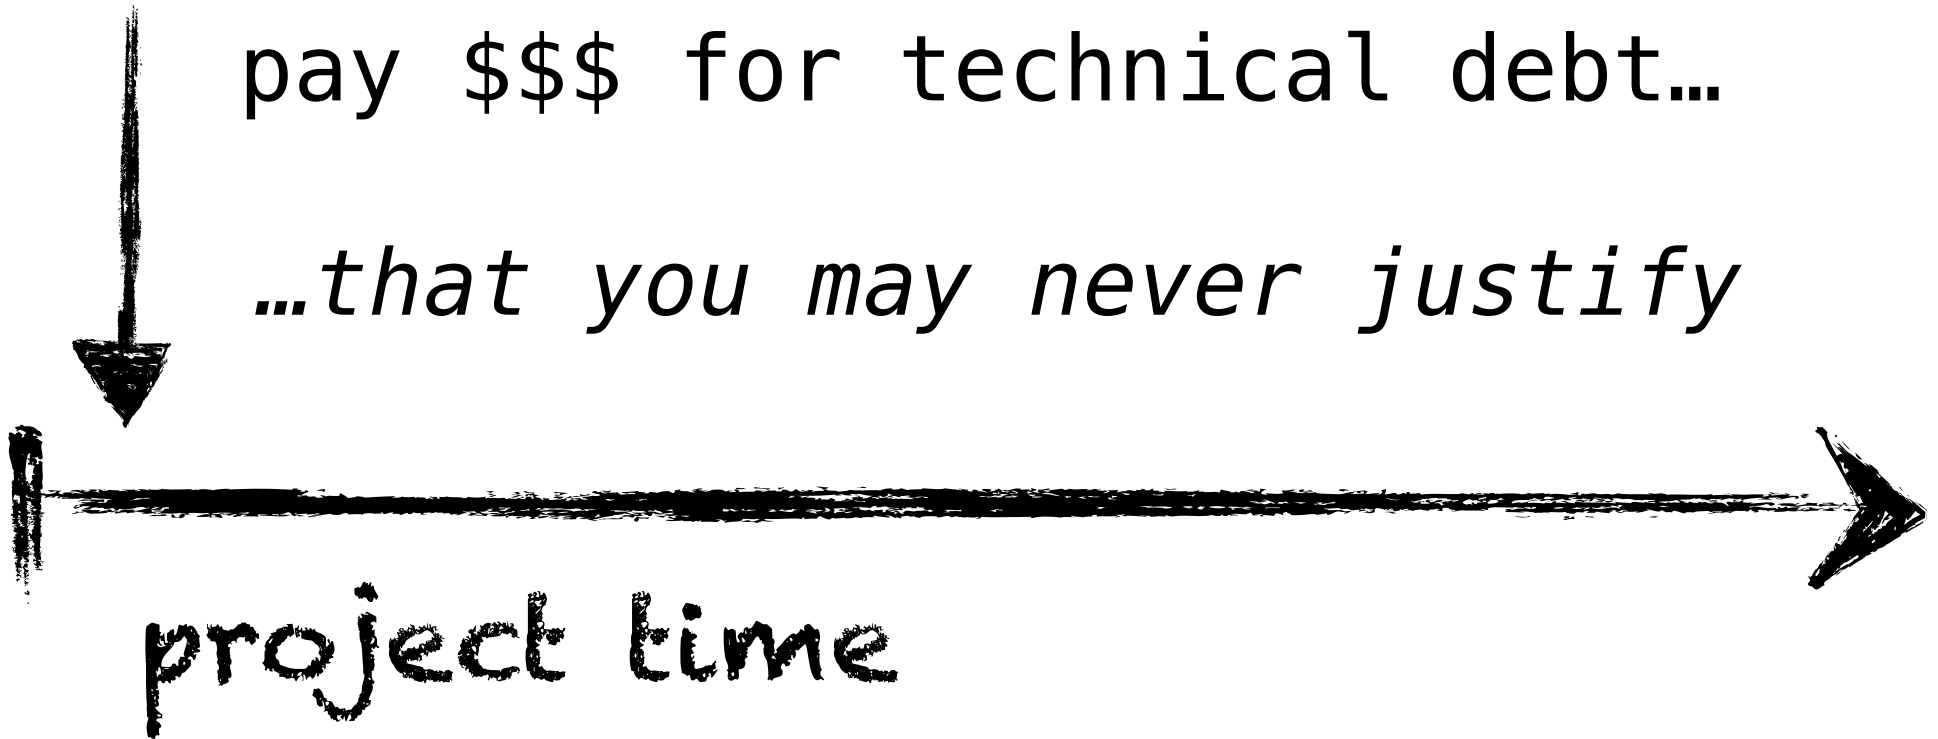 pay $$$ for technical debt…
…that you may never justify
project time